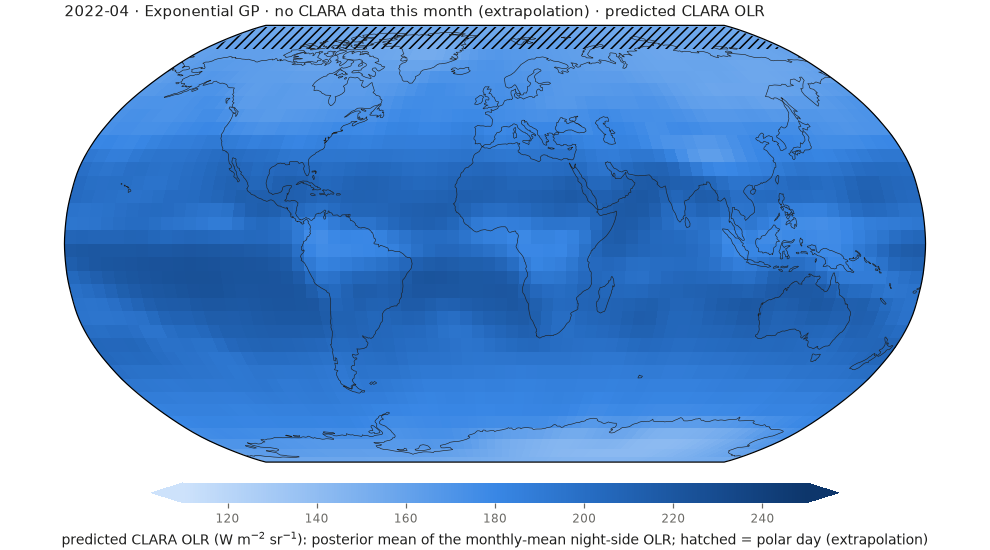 2022-04 · Exponential GP · no CLARA data this month (extrapolation) · predicted CLARA OLR
120 140 160 180 200 220 240
predicted CLARA OLR (W m⁻² sr⁻¹): posterior mean of the monthly-mean night-side OLR; hatched = polar day (extrapolation)